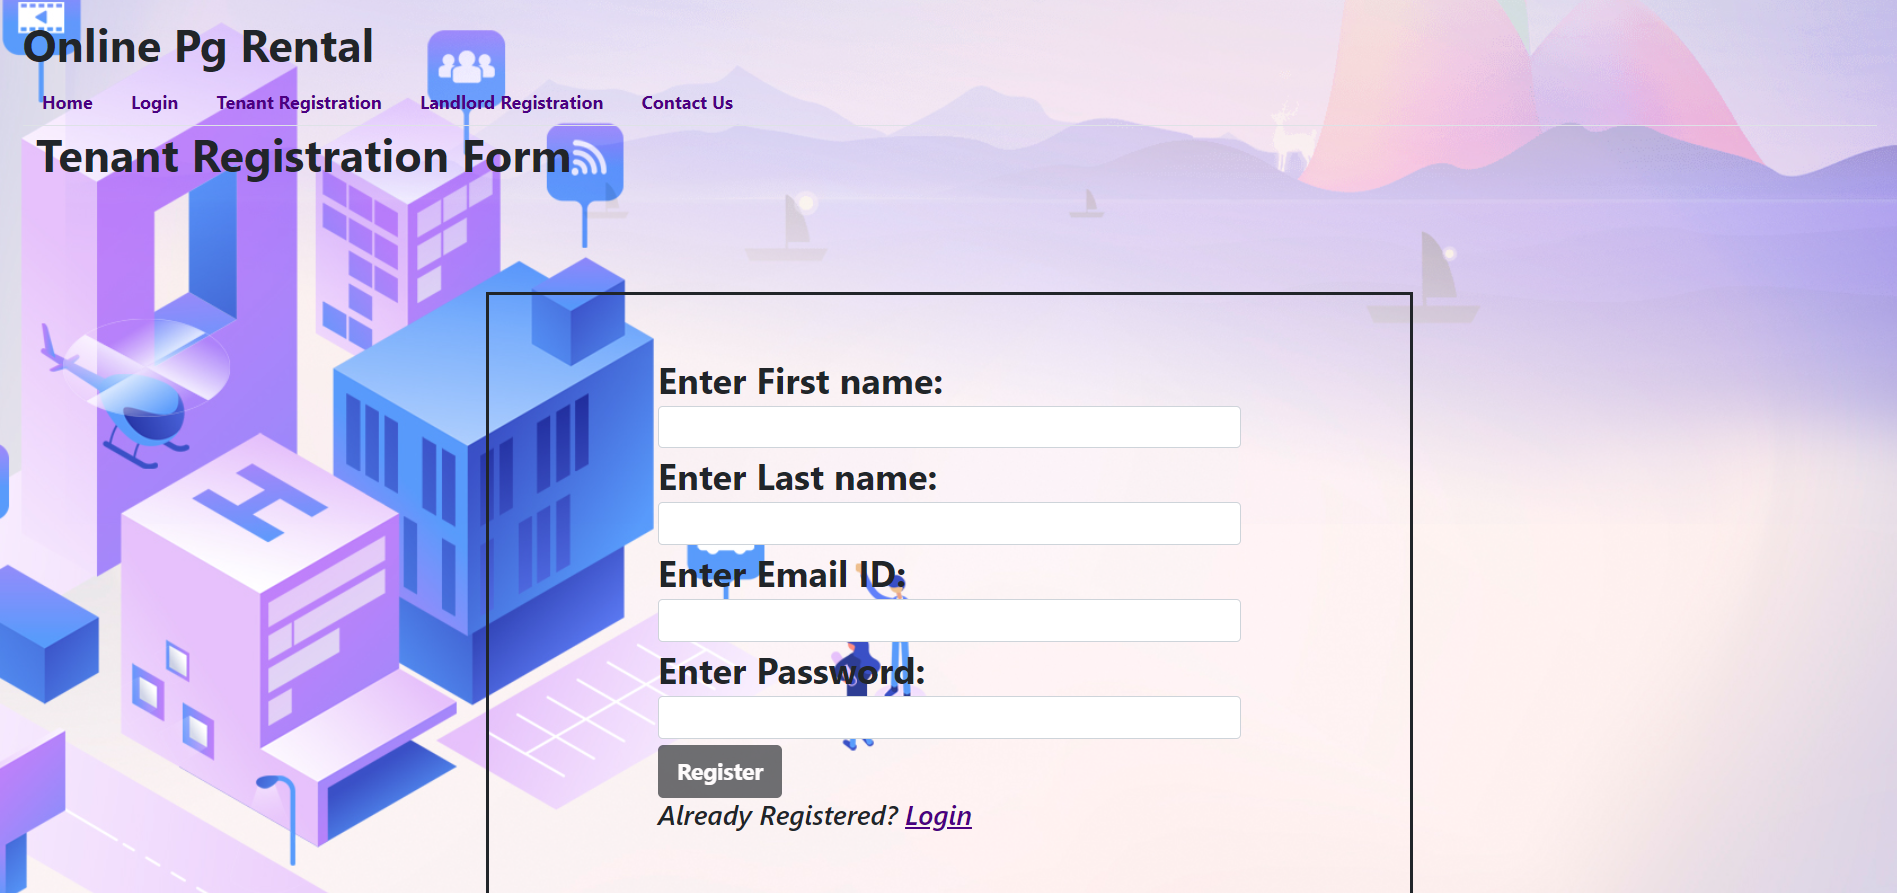 Online Pg Rental
Home Login Tenant Registration Landlord Registration Contact Us
Tenant Registration Form
Enter First name:
Enter Last name:
Enter Email ID:
Enter Password:
Register
Already Registered? Login
H